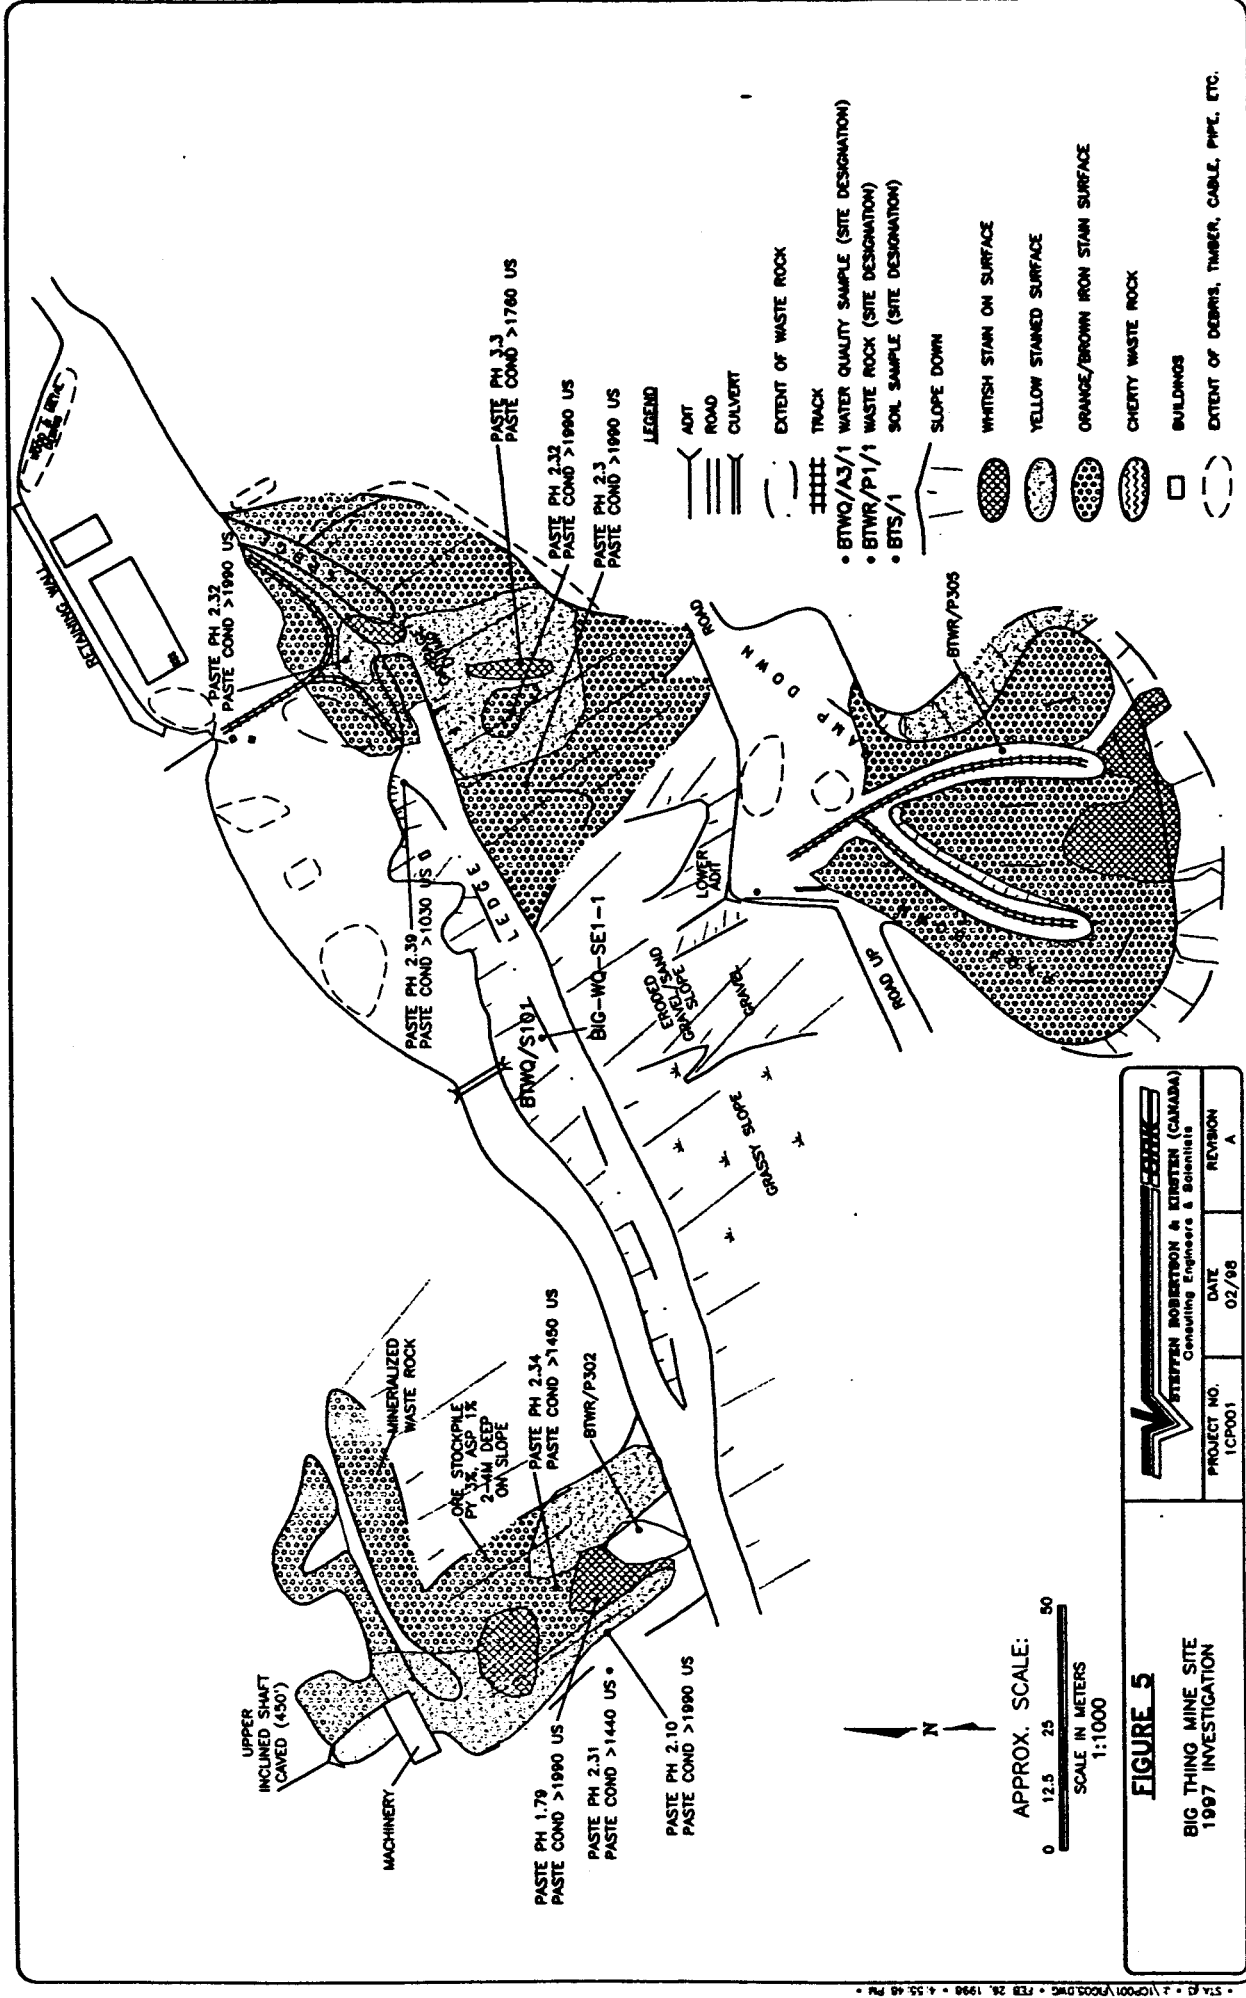 RETAINING WALL
PASTE PH 2.32
PASTE COND >1990 US
PASTE PH 3.3
PASTE COND >1760 US
PASTE PH 2.32
PASTE COND >1990 US
PASTE PH 2.3
PASTE COND >1990 US
PASTE PH 2.39
PASTE COND >1030 US
LEDGE
BTWQ/S101
BIG-WQ-SE1-1
ERODED
GRAVEL/SAND
SLOPE
GRAVEL
GRASSY SLOPE
LOWER
ADIT
ROAD
ROAD UP
RAMP DOWN
BTWR/P305
UPPER
INCLINED SHAFT
CAVED (450')
MACHINERY
MINERIALIZED
WASTE ROCK
ORE STOCKPILE
PY 3%, ASP 1%
2-4M DEEP
ON SLOPE
PASTE PH 2.34
PASTE COND >1450 US
BTWR/P302
PASTE PH 1.79
PASTE COND >1990 US
PASTE PH 2.31
PASTE COND >1440 US
PASTE PH 2.10
PASTE COND >1990 US
LEGEND
ADIT
ROAD
CULVERT
EXTENT OF WASTE ROCK
TRACK
• BTWQ/A3/1 WATER QUALITY SAMPLE (SITE DESIGNATION)
• BTWR/P1/1 WASTE ROCK (SITE DESIGNATION)
• BTS/1 SOIL SAMPLE (SITE DESIGNATION)
SLOPE DOWN
WHITISH STAIN ON SURFACE
YELLOW STAINED SURFACE
ORANGE/BROWN IRON STAIN SURFACE
CHERTY WASTE ROCK
BUILDINGS
EXTENT OF DEBRIS, TIMBER, CABLE, PIPE, ETC.
N
APPROX. SCALE:
0 12.5 25 50
SCALE IN METERS
1:1000
FIGURE 5
BIG THING MINE SITE
1997 INVESTIGATION
SRK
STEFFEN ROBERTSON & KIRSTEN (CANADA)
Consulting Engineers & Scientists
PROJECT NO.
1CP001
DATE
02/98
REVISION
A